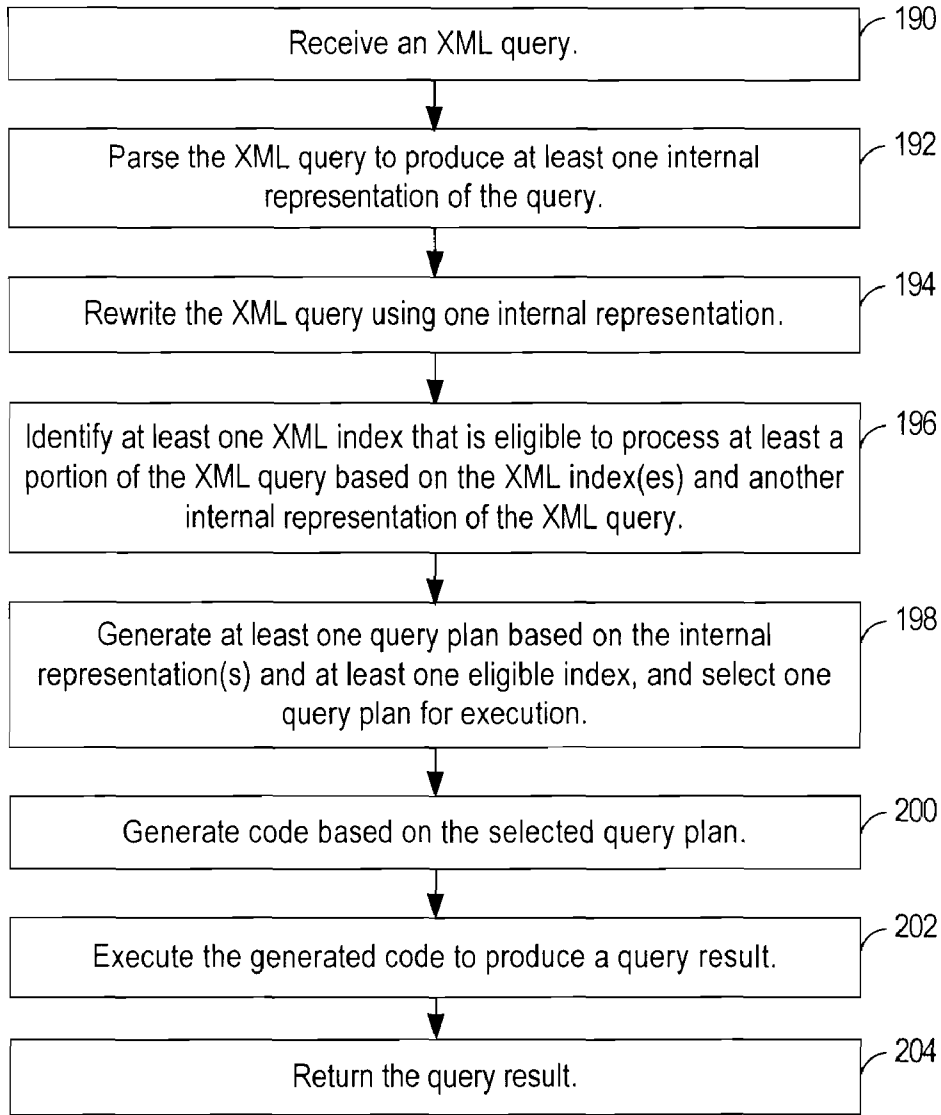 190
Receive an XML query.
192
Parse the XML query to produce at least one internal
representation of the query.
194
Rewrite the XML query using one internal representation.
196
Identify at least one XML index that is eligible to process at least a
portion of the XML query based on the XML index(es) and another
internal representation of the XML query.
198
Generate at least one query plan based on the internal
representation(s) and at least one eligible index, and select one
query plan for execution.
200
Generate code based on the selected query plan.
202
Execute the generated code to produce a query result.
204
Return the query result.